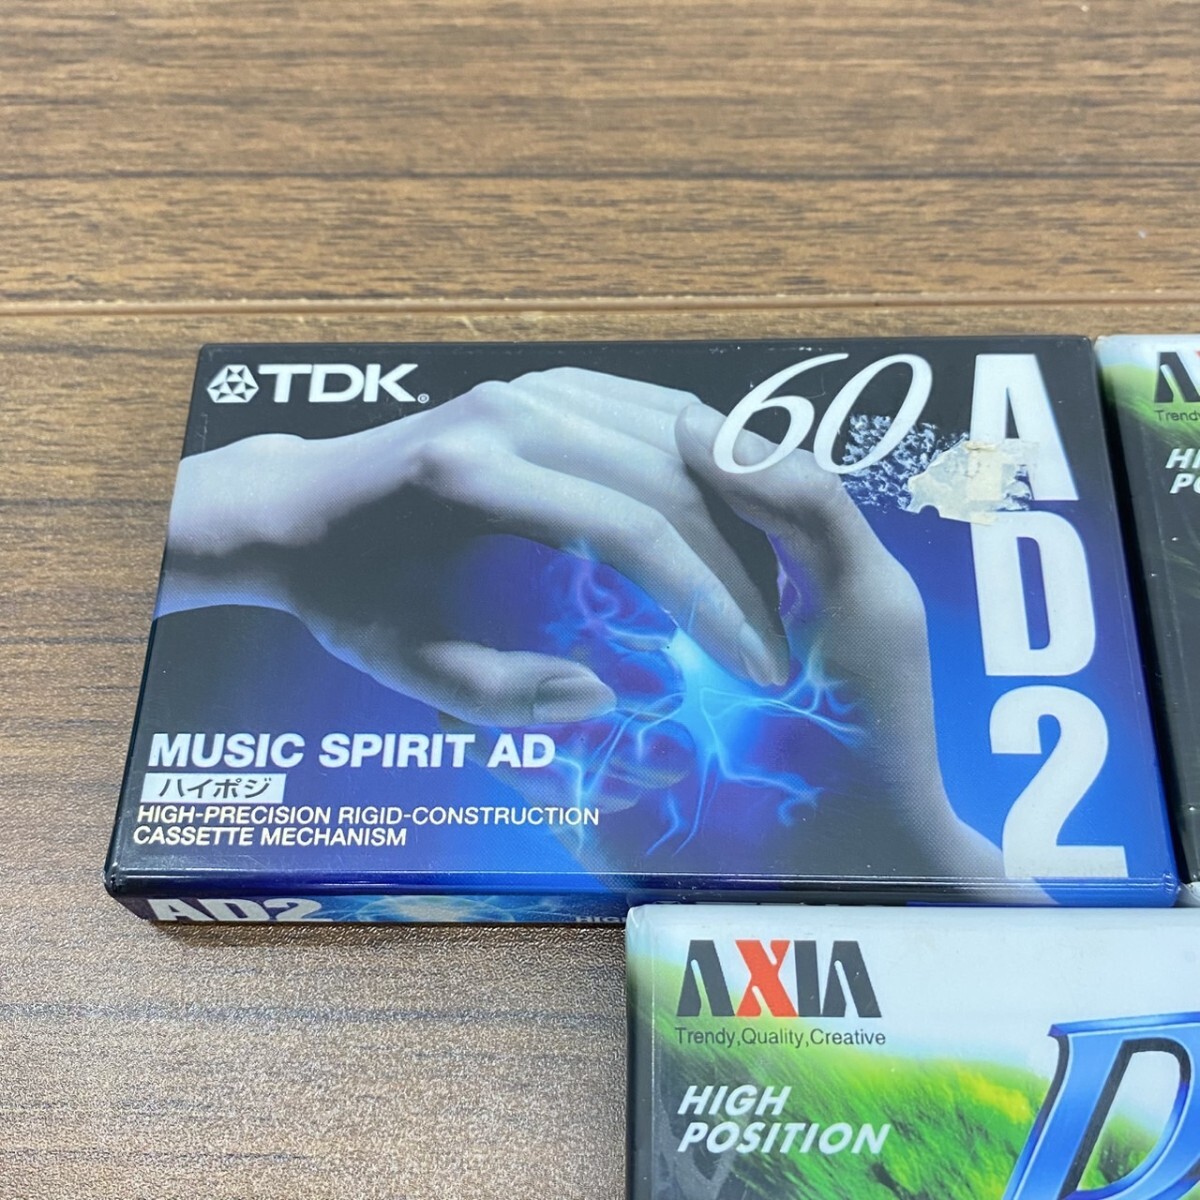 TDK®
60
AD2
MUSIC SPIRIT AD
ハイポジ
HIGH-PRECISION RIGID-CONSTRUCTION
CASSETTE MECHANISM
AD2
AXIA
Trendy,Quality,Creative
HIGH
POSITION